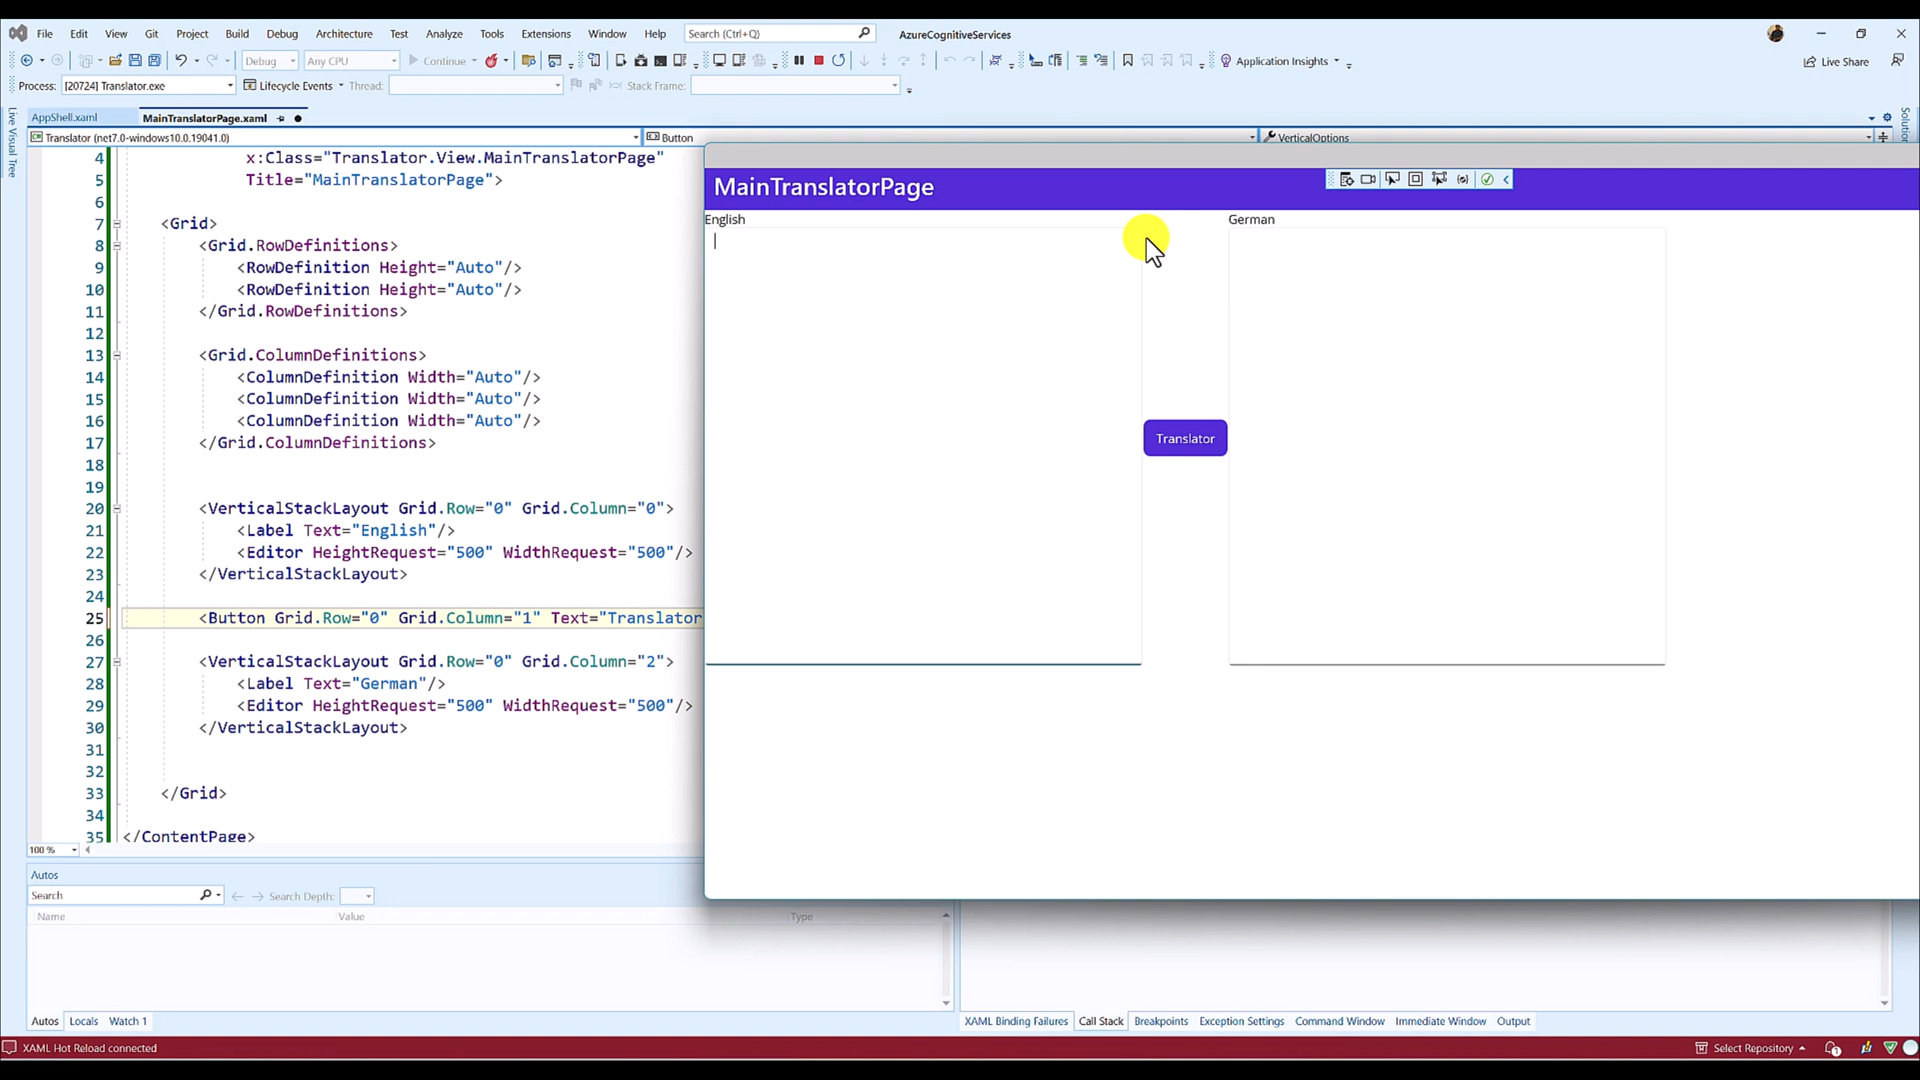 File Edit View Git Project Build Debug Architecture Test Analyze Tools Extensions Window Help Search (Ctrl+Q) AzureCognitiveServices
Debug Any CPU Continue Application Insights Live Share
Process: [20724] Translator.exe Lifecycle Events Thread: Stack Frame:
AppShell.xaml MainTranslatorPage.xaml
Translator (net7.0-windows10.0.19041.0) Button VerticalOptions
Live Visual Tree
4 x:Class="Translator.View.MainTranslatorPage"
5 Title="MainTranslatorPage">
6
7 <Grid>
8 <Grid.RowDefinitions>
9 <RowDefinition Height="Auto"/>
10 <RowDefinition Height="Auto"/>
11 </Grid.RowDefinitions>
12
13 <Grid.ColumnDefinitions>
14 <ColumnDefinition Width="Auto"/>
15 <ColumnDefinition Width="Auto"/>
16 <ColumnDefinition Width="Auto"/>
17 </Grid.ColumnDefinitions>
18
19
20 <VerticalStackLayout Grid.Row="0" Grid.Column="0">
21 <Label Text="English"/>
22 <Editor HeightRequest="500" WidthRequest="500"/>
23 </VerticalStackLayout>
24
25 <Button Grid.Row="0" Grid.Column="1" Text="Translator
26
27 <VerticalStackLayout Grid.Row="0" Grid.Column="2">
28 <Label Text="German"/>
29 <Editor HeightRequest="500" WidthRequest="500"/>
30 </VerticalStackLayout>
31
32
33 </Grid>
34
35 </ContentPage>
100 %
MainTranslatorPage
English German
Translator
Autos
Search Search Depth:
Name Value Type
Autos Locals Watch 1
XAML Binding Failures Call Stack Breakpoints Exception Settings Command Window Immediate Window Output
XAML Hot Reload connected Select Repository 1